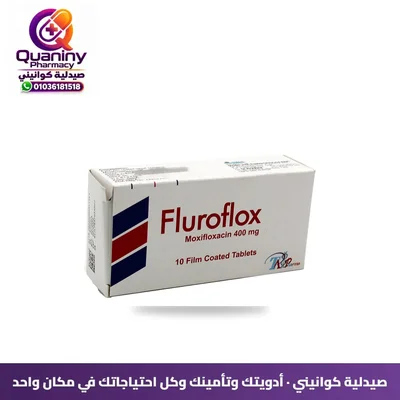 Quaniny
Pharmacy
صيدلية كوانيني
01036181518
Fluroflox
Moxifloxacin 400 mg
10 Film Coated Tablets
صيدلية كوانيني - أدويتك وتأمينك وكل احتياجاتك في مكان واحد